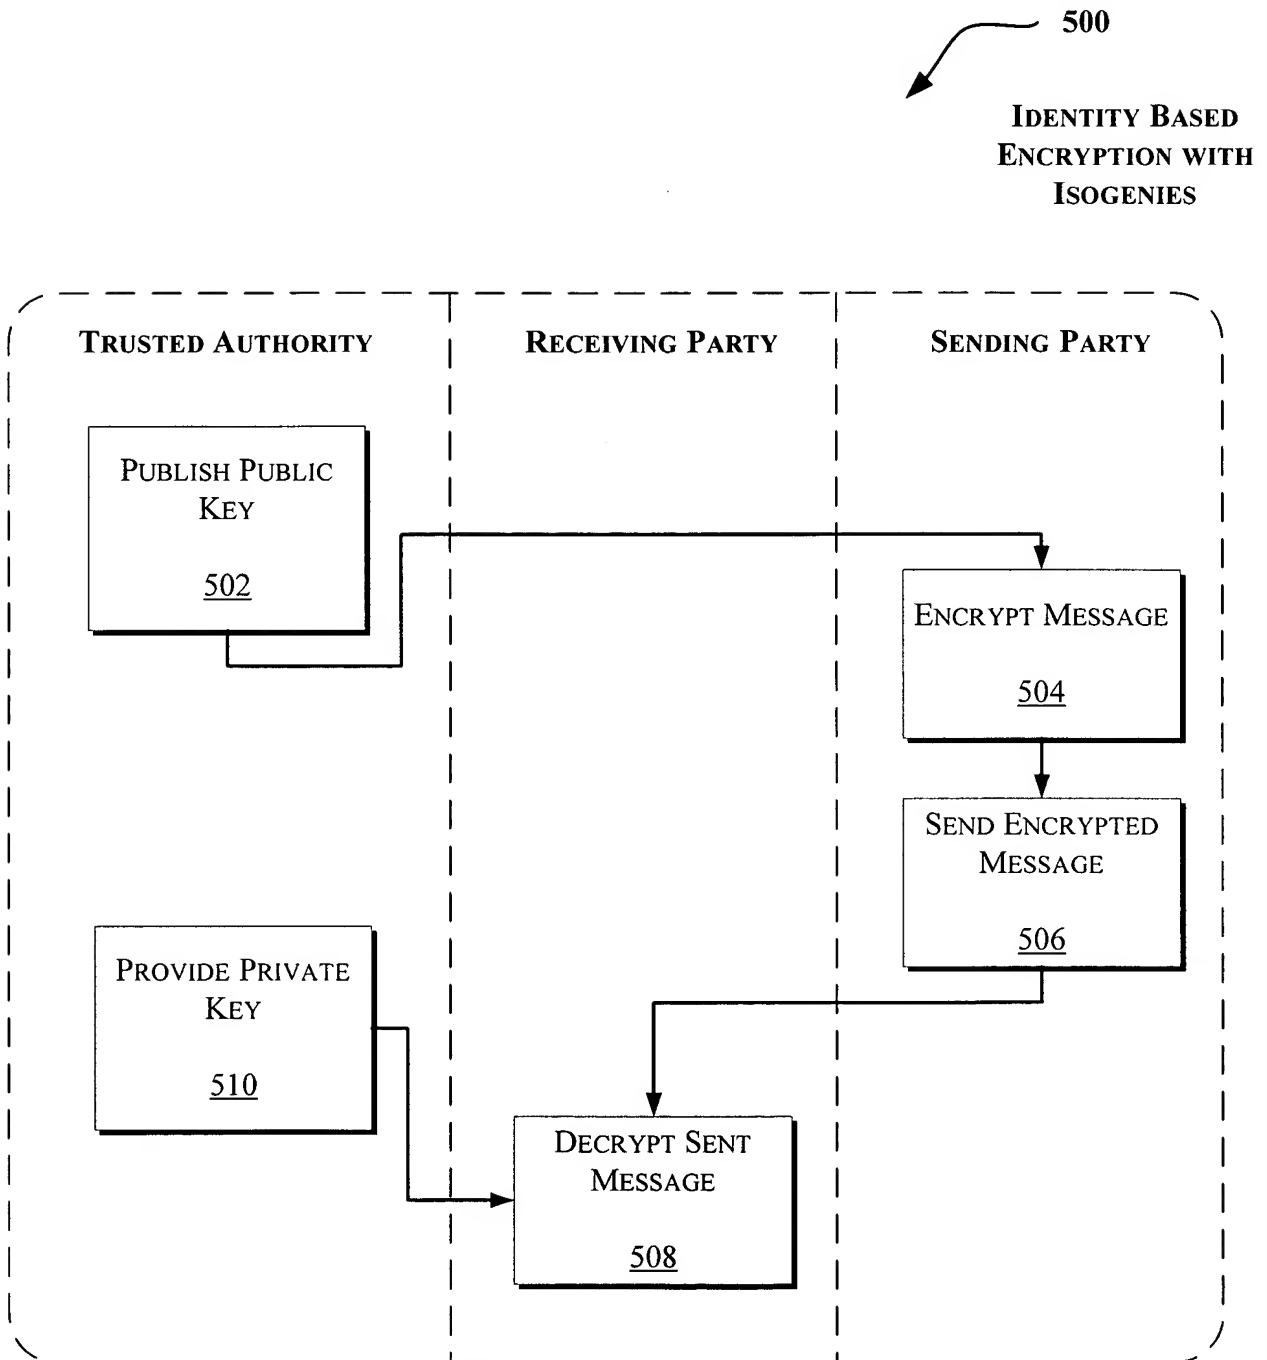 500
IDENTITY BASED
ENCRYPTION WITH
ISOGENIES
TRUSTED AUTHORITY
RECEIVING PARTY
SENDING PARTY
PUBLISH PUBLIC
KEY
502
ENCRYPT MESSAGE
504
SEND ENCRYPTED
MESSAGE
506
PROVIDE PRIVATE
KEY
510
DECRYPT SENT
MESSAGE
508